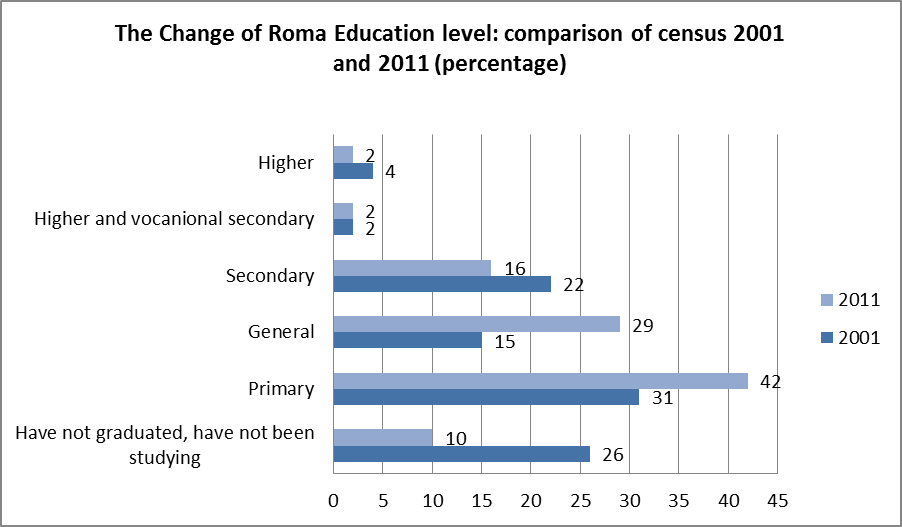 The Change of Roma Education level: comparison of census 2001
and 2011 (percentage)
Higher
2
4
Higher and vocanional secondary
2
2
Secondary
16
22
General
29
15
Primary
42
31
Have not graduated, have not been
studying
10
26
2011
2001
0 5 10 15 20 25 30 35 40 45